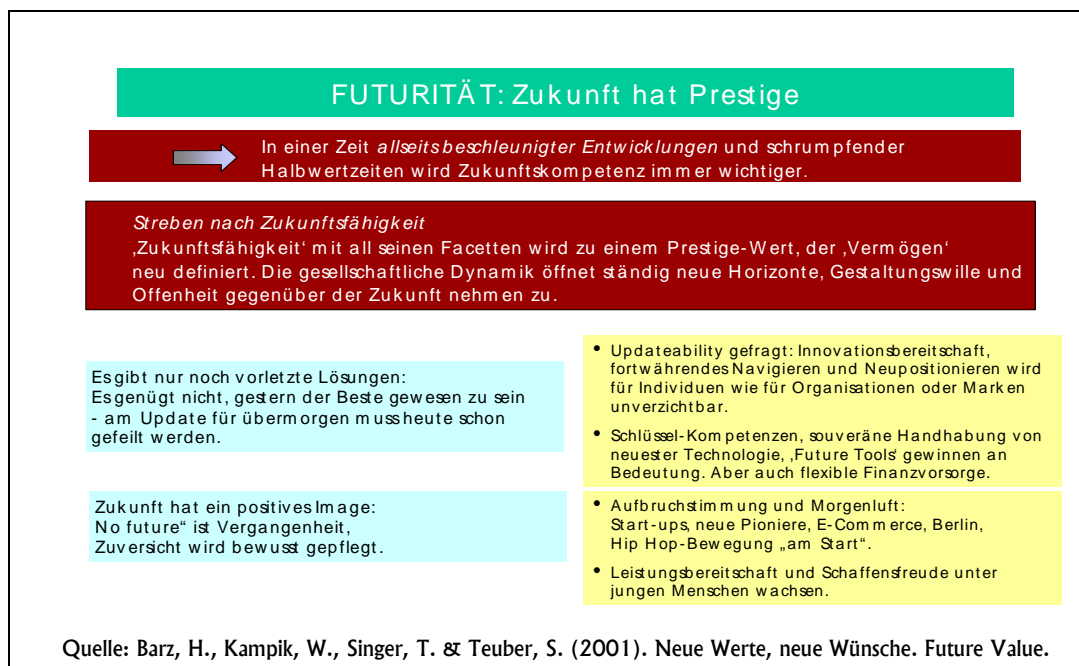 FUTURITÄT: Zukunft hat Prestige
In einer Zeit allseits beschleunigter Entwicklungen und schrumpfender
Halbwertzeiten wird Zukunftskompetenz immer wichtiger.
Streben nach Zukunftsfähigkeit
‚Zukunftsfähigkeit‘ mit all seinen Facetten wird zu einem Prestige-Wert, der ‚Vermögen‘
neu definiert. Die gesellschaftliche Dynamik öffnet ständig neue Horizonte, Gestaltungswille und
Offenheit gegenüber der Zukunft nehmen zu.
Es gibt nur noch vorletzte Lösungen:
Es genügt nicht, gestern der Beste gewesen zu sein
- am Update für übermorgen muss heute schon
gefeilt werden.
• Updateability gefragt: Innovationsbereitschaft,
fortwährendes Navigieren und Neupositionieren wird
für Individuen wie für Organisationen oder Marken
unverzichtbar.
• Schlüssel-Kompetenzen, souveräne Handhabung von
neuester Technologie, ‚Future Tools‘ gewinnen an
Bedeutung. Aber auch flexible Finanzvorsorge.
Zukunft hat ein positives Image:
No future“ ist Vergangenheit,
Zuversicht wird bewusst gepflegt.
• Aufbruchstimmung und Morgenluft:
Start-ups, neue Pioniere, E-Commerce, Berlin,
Hip Hop-Bewegung „am Start“.
• Leistungsbereitschaft und Schaffensfreude unter
jungen Menschen wachsen.
Quelle: Barz, H., Kampik, W., Singer, T. & Teuber, S. (2001). Neue Werte, neue Wünsche. Future Value.